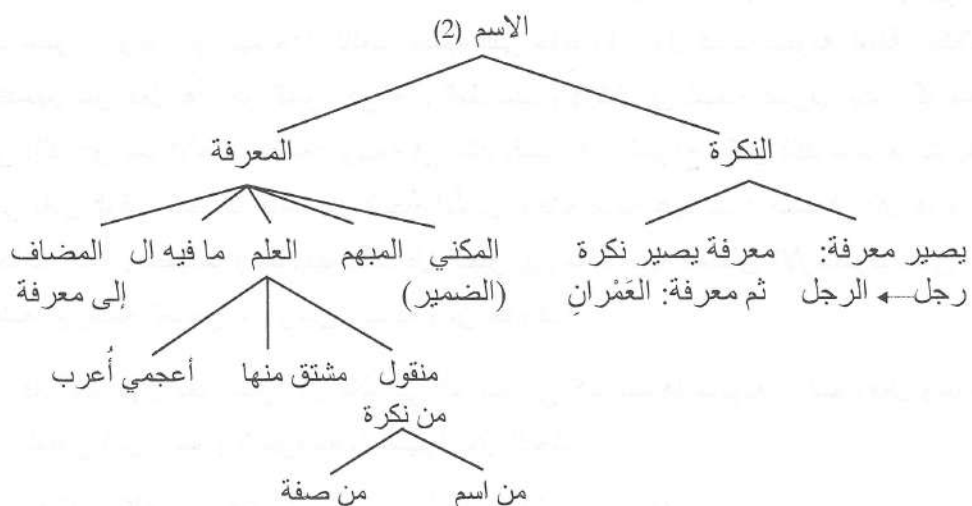 الاسم (2)
النكرة
المعرفة
يصير معرفة:
رجل ← الرجل
معرفة يصير نكرة
ثم معرفة: العَمْرانِ
المكني
(الضمير)
المبهم
العلم
ما فيه ال
المضاف
إلى معرفة
منقول
من نكرة
مشتق منها
أعجمي أُعرب
من اسم
من صفة